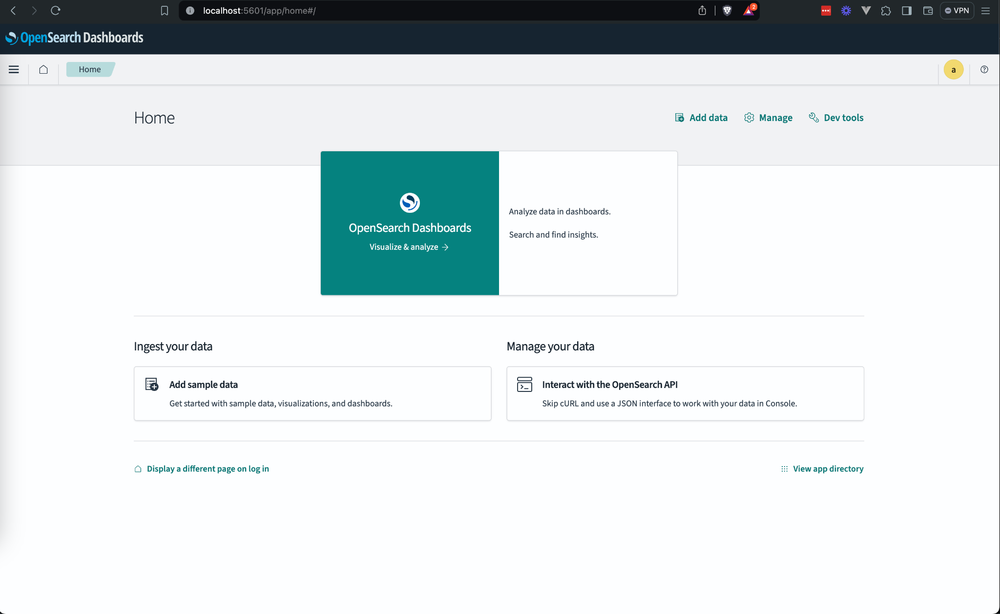 localhost:5601/app/home#/
2
VPN
OpenSearch Dashboards
Home
a
Home
Add data
Manage
Dev tools
OpenSearch Dashboards
Visualize & analyze →
Analyze data in dashboards.
Search and find insights.
Ingest your data
Manage your data
Add sample data
Get started with sample data, visualizations, and dashboards.
Interact with the OpenSearch API
Skip cURL and use a JSON interface to work with your data in Console.
Display a different page on log in
View app directory